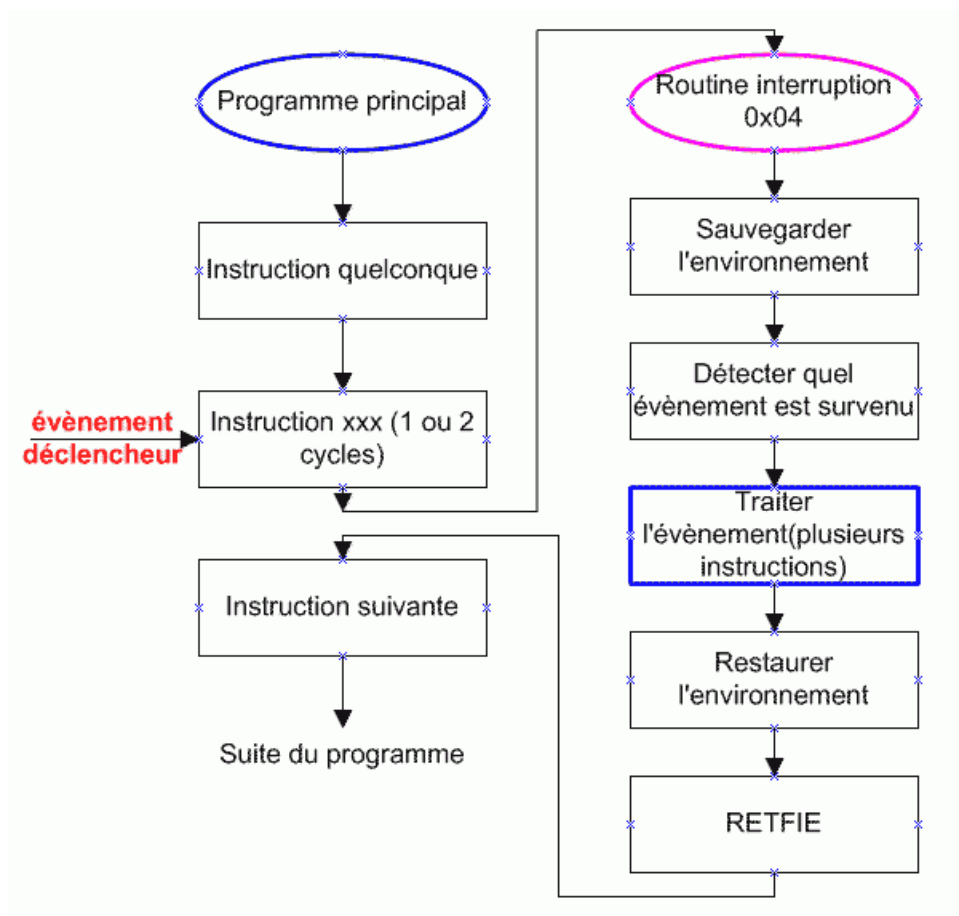 Programme principal
Instruction quelconque
évènement
déclencheur
Instruction xxx (1 ou 2
cycles)
Instruction suivante
Suite du programme
Routine interruption
0x04
Sauvegarder
l'environnement
Détecter quel
évènement est survenu
Traiter
l'évènement(plusieurs
instructions)
Restaurer
l'environnement
RETFIE